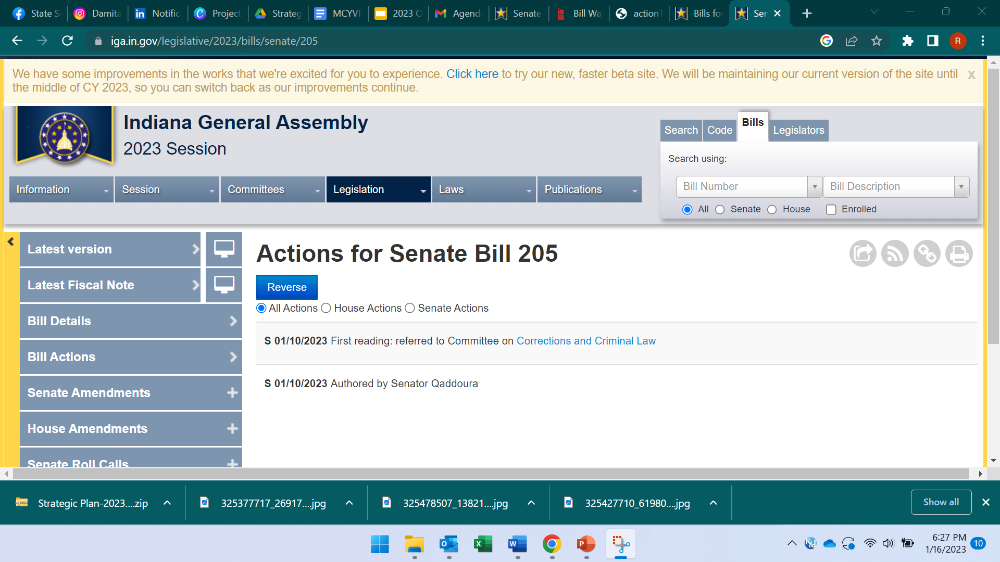 State S
Damita
Notific
Project
Strateg
MCYVP
2023 Q
Agend
Senate
Bill Wa
action
Bills fo
Sen
iga.in.gov/legislative/2023/bills/senate/205
R
We have some improvements in the works that we're excited for you to experience. Click here to try our new, faster beta site. We will be maintaining our current version of the site until
the middle of CY 2023, so you can switch back as our improvements continue.
x
Indiana General Assembly
2023 Session
Search Code Bills Legislators
Search using:
Bill Number Bill Description
All Senate House Enrolled
Information Session Committees Legislation Laws Publications
Latest version
Latest Fiscal Note
Bill Details
Bill Actions
Senate Amendments
House Amendments
Senate Roll Calls
Actions for Senate Bill 205
Reverse
All Actions House Actions Senate Actions
S 01/10/2023 First reading: referred to Committee on Corrections and Criminal Law
S 01/10/2023 Authored by Senator Qaddoura
Strategic Plan-2023....zip
325377717_26917....jpg
325478507_13821....jpg
325427710_61980....jpg
Show all
6:27 PM
1/16/2023
10